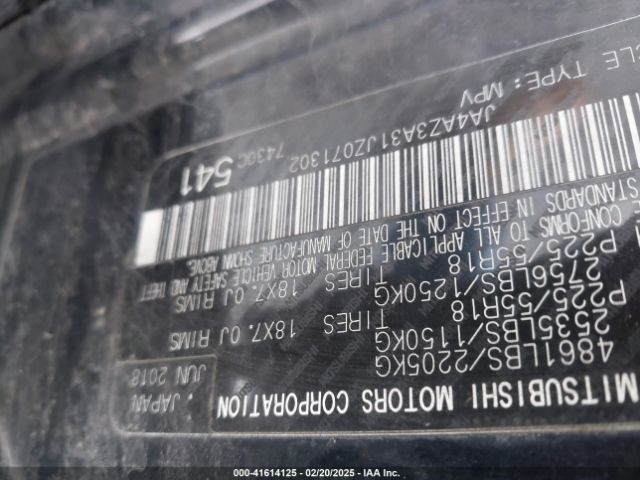 MITSUBISHI MOTORS CORPORATION
4861LBS/2205KG JUN 2018 JAPAN
2535LBS/1150KG
P225/55R18 TIRES 18X7.0J RIMS
2756LBS/1250KG
P225/55R18 TIRES 18X7.0J RIMS
CONFORMS TO ALL APPLICABLE FEDERAL MOTOR VEHICLE SAFETY AND THEFT
STANDARDS IN EFFECT ON THE DATE OF MANUFACTURE SHOWN ABOVE.
JA4AZ3A31JZ071302 7430C 541
TYPE: MPV
000-41614125 - 02/20/2025 - IAA Inc.